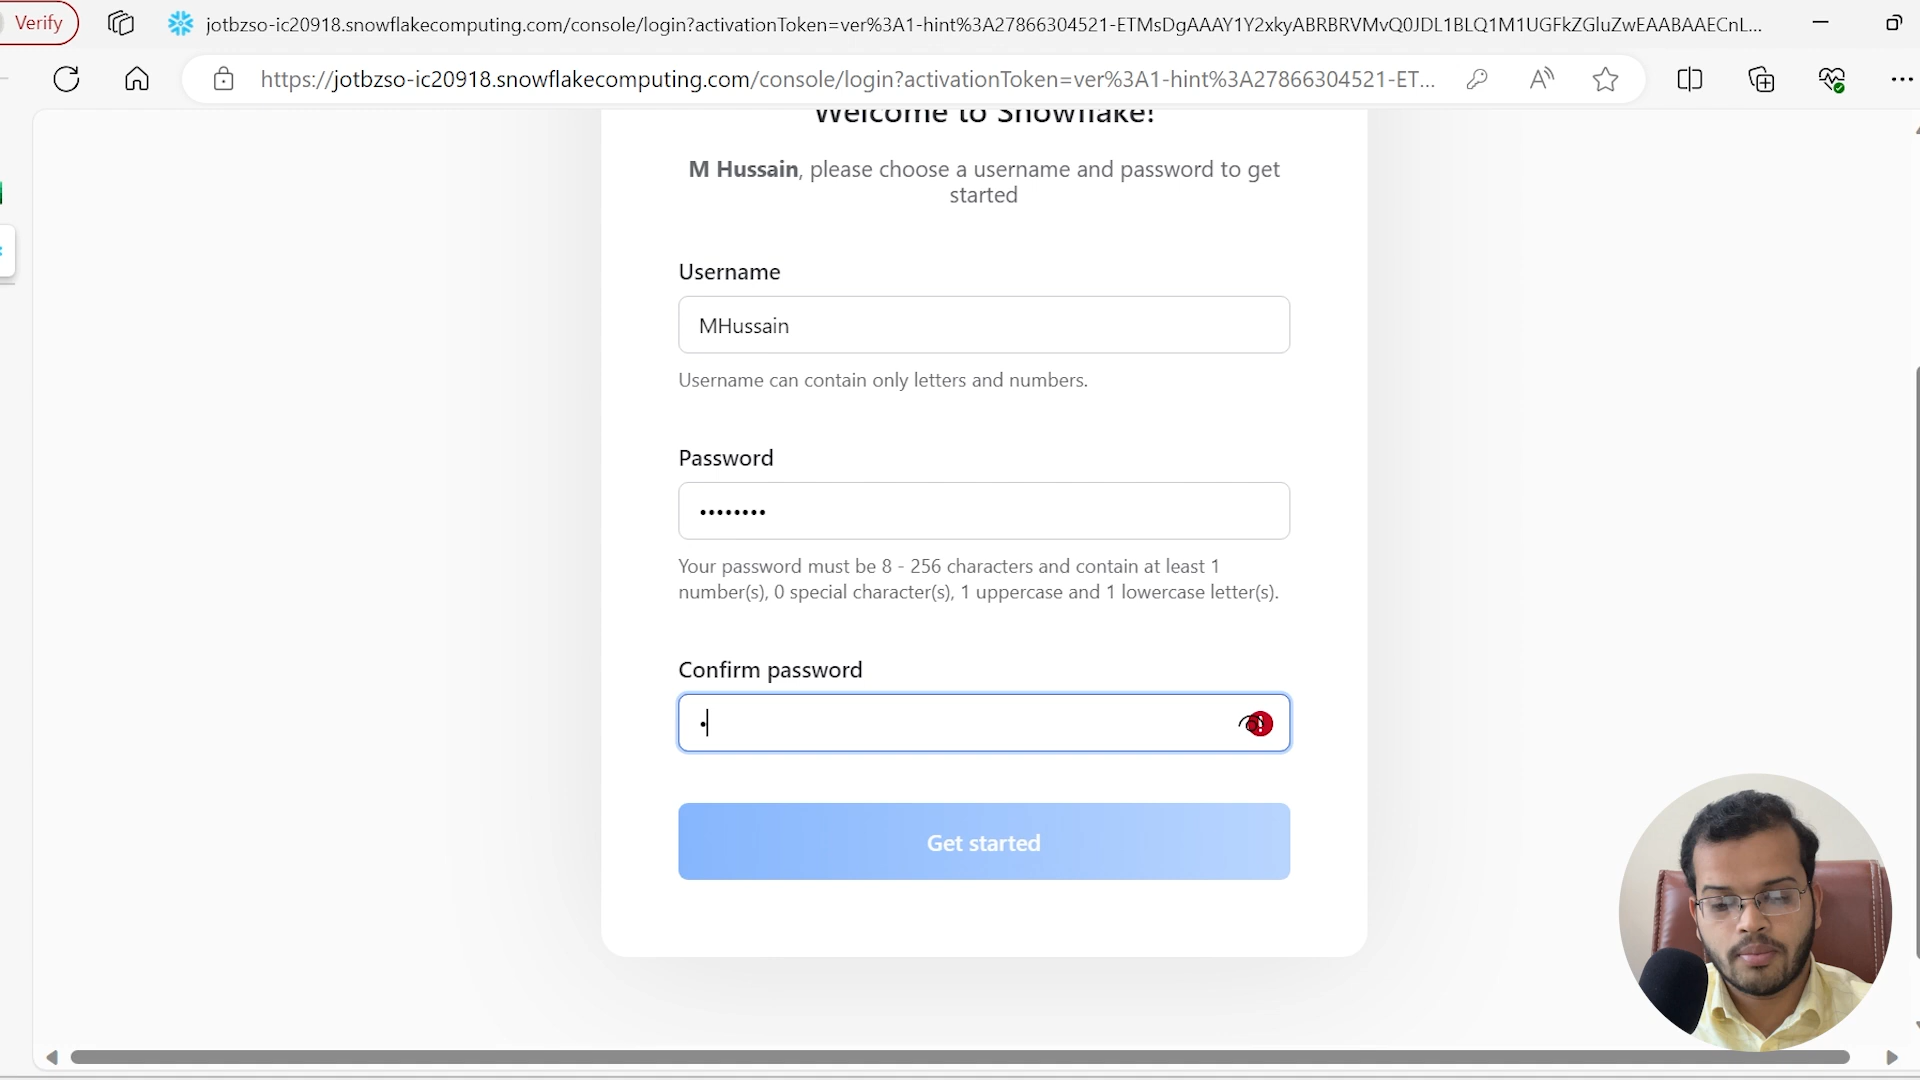 Verify
jotbzso-ic20918.snowflakecomputing.com/console/login?activationToken=ver%3A1-hint%3A27866304521-ETMsDgAAAY1Y2xkyABRBRVMvQ0JDL1BLQ1M1UGFkZGluZwEAABAAECnL...
https://jotbzso-ic20918.snowflakecomputing.com/console/login?activationToken=ver%3A1-hint%3A27866304521-ET...
Welcome to Snowflake!
M Hussain, please choose a username and password to get
started
Username
MHussain
Username can contain only letters and numbers.
Password
••••••••
Your password must be 8 - 256 characters and contain at least 1
number(s), 0 special character(s), 1 uppercase and 1 lowercase letter(s).
Confirm password
•
Get started